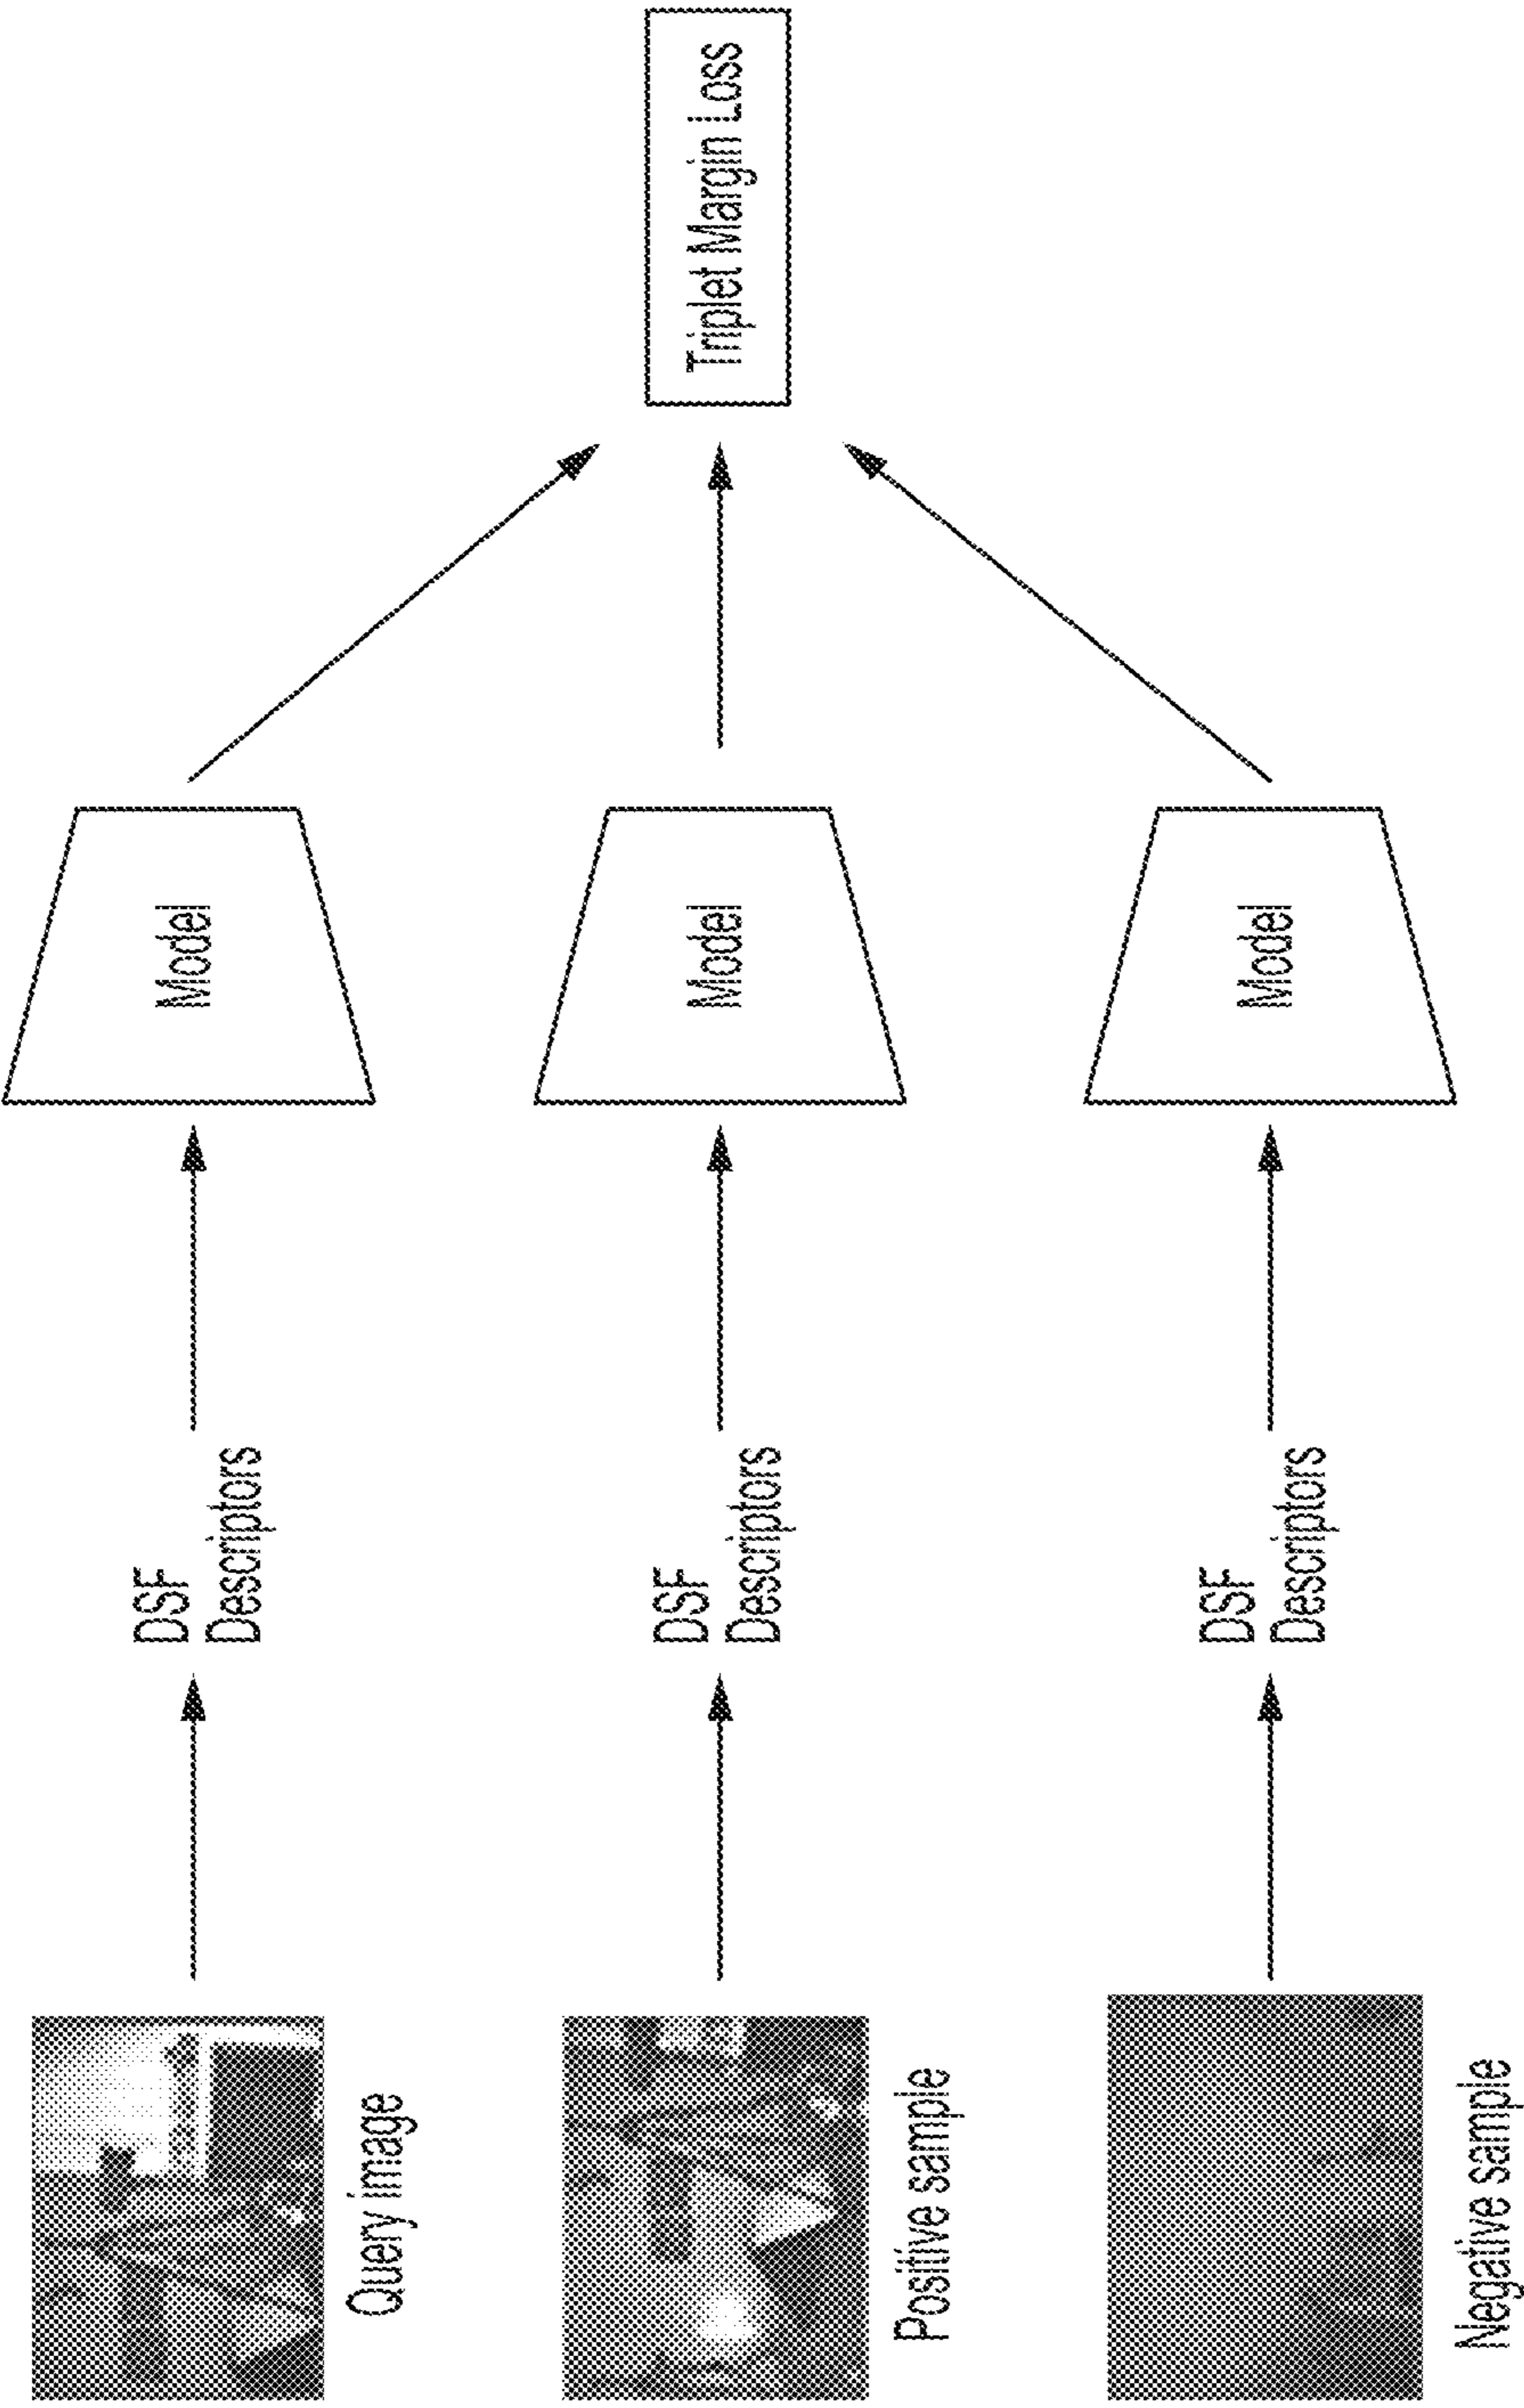 Query image
DSF
Descriptors
Model
Positive sample
DSF
Descriptors
Model
Negative sample
DSF
Descriptors
Model
Triplet Margin Loss